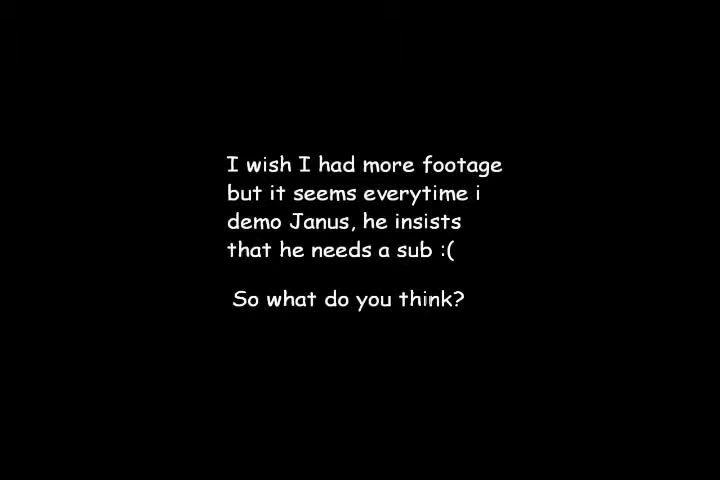 I wish I had more footage
but it seems everytime i
demo Janus, he insists
that he needs a sub :(
So what do you think?